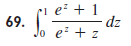 69. ∫₀¹ (e^z + 1)/(e^z + z) dz